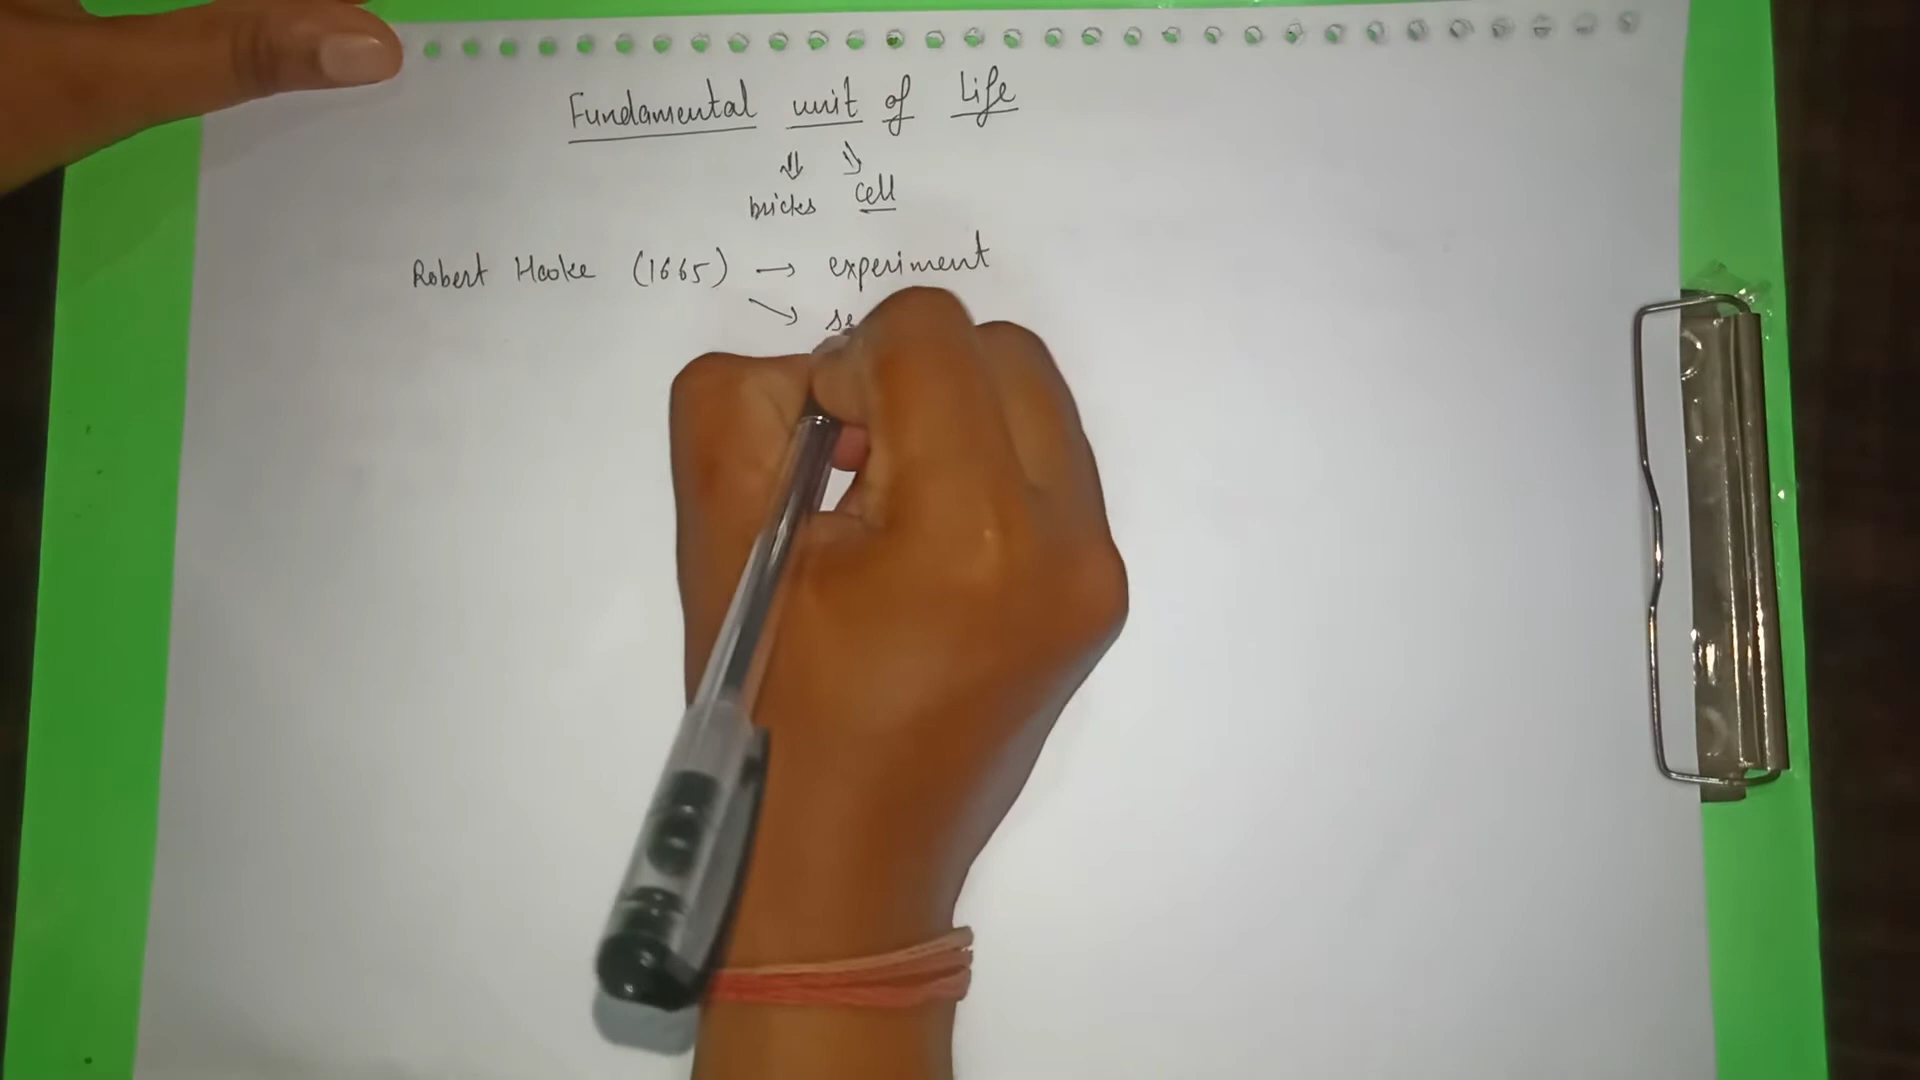 Fundamental unit of Life
bricks cell
Robert Hooke (1665) → experiment